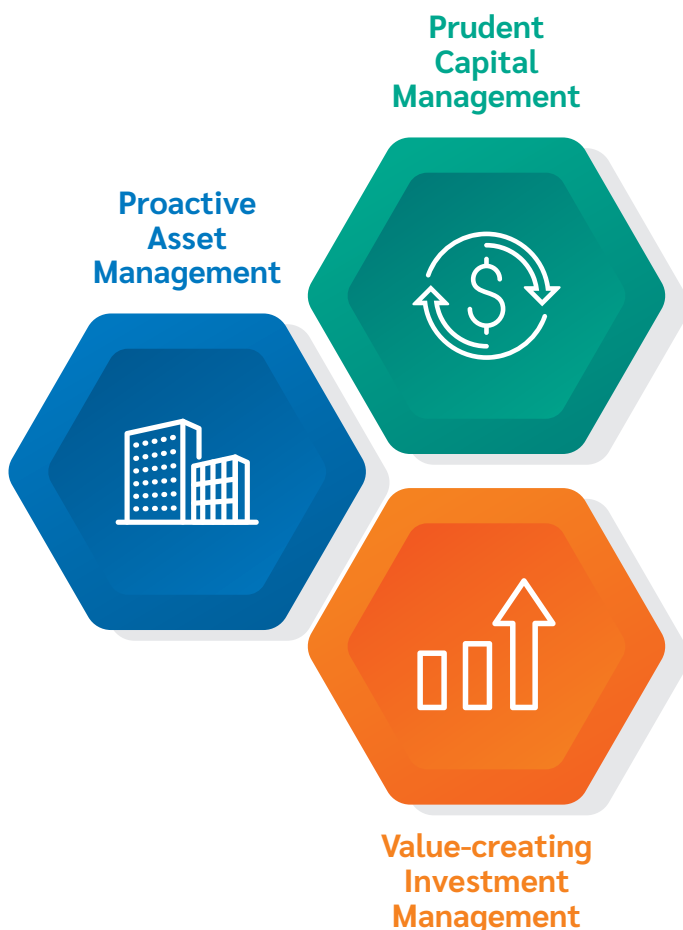 Prudent
Capital
Management
Proactive
Asset
Management
$
Value-creating
Investment
Management